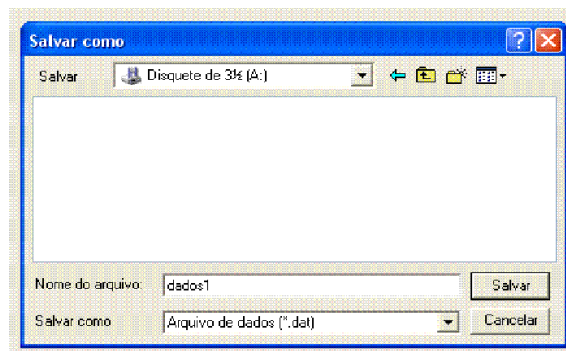 Salvar como
Salvar Disquete de 3½ (A:)
Nome do arquivo: dados1 Salvar
Salvar como Arquivo de dados (*.dat) Cancelar